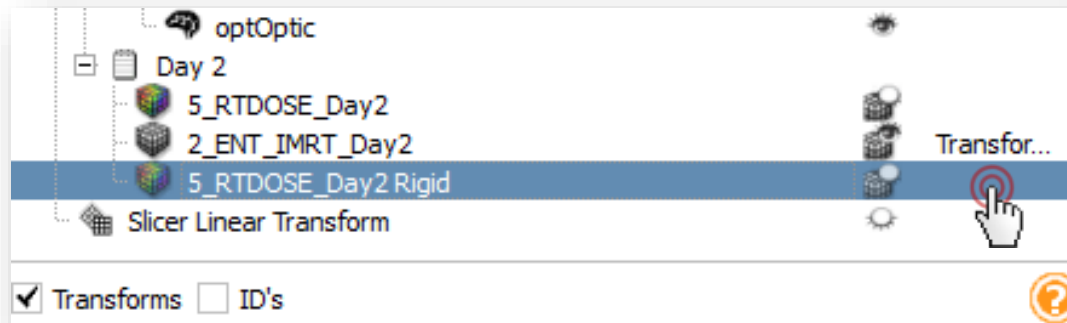 optOptic
Day 2
5_RTDOSE_Day2
2_ENT_IMRT_Day2 Transfor...
5_RTDOSE_Day2 Rigid
Slicer Linear Transform
Transforms ID's
?